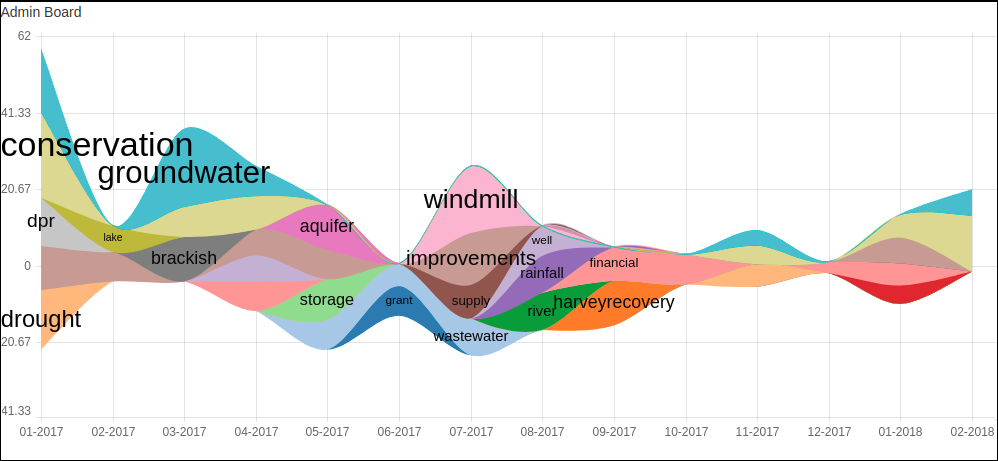 Admin Board
62
41.33
conservation
groundwater
20.67
windmill
dpr
aquifer
lake
well
brackish
improvements
0
financial
rainfall
storage
grant
supply
harveyrecovery
river
drought
wastewater
20.67
41.33
01-2017 02-2017 03-2017 04-2017 05-2017 06-2017 07-2017 08-2017 09-2017 10-2017 11-2017 12-2017 01-2018 02-2018